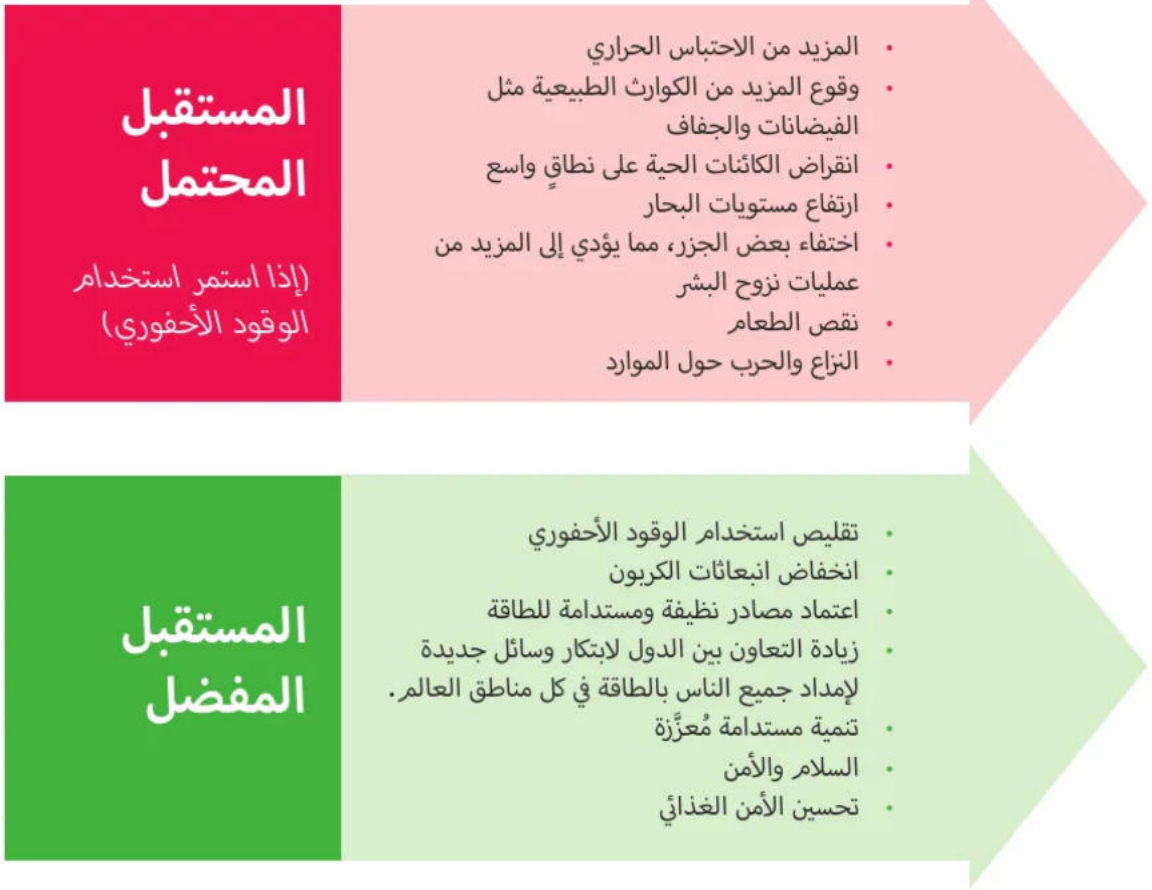 المستقبل
المحتمل
(إذا استمر استخدام
الوقود الأحفوري)
• المزيد من الاحتباس الحراري
• وقوع المزيد من الكوارث الطبيعية مثل
الفيضانات والجفاف
• انقراض الكائنات الحية على نطاقٍ واسع
• ارتفاع مستويات البحار
• اختفاء بعض الجزر، مما يؤدي إلى المزيد من
عمليات نزوح البشر
• نقص الطعام
• النزاع والحرب حول الموارد
المستقبل
المفضل
• تقليص استخدام الوقود الأحفوري
• انخفاض انبعاثات الكربون
• اعتماد مصادر نظيفة ومستدامة للطاقة
• زيادة التعاون بين الدول لابتكار وسائل جديدة
لإمداد جميع الناس بالطاقة في كل مناطق العالم.
• تنمية مستدامة مُعزَّزة
• السلام والأمن
• تحسين الأمن الغذائي